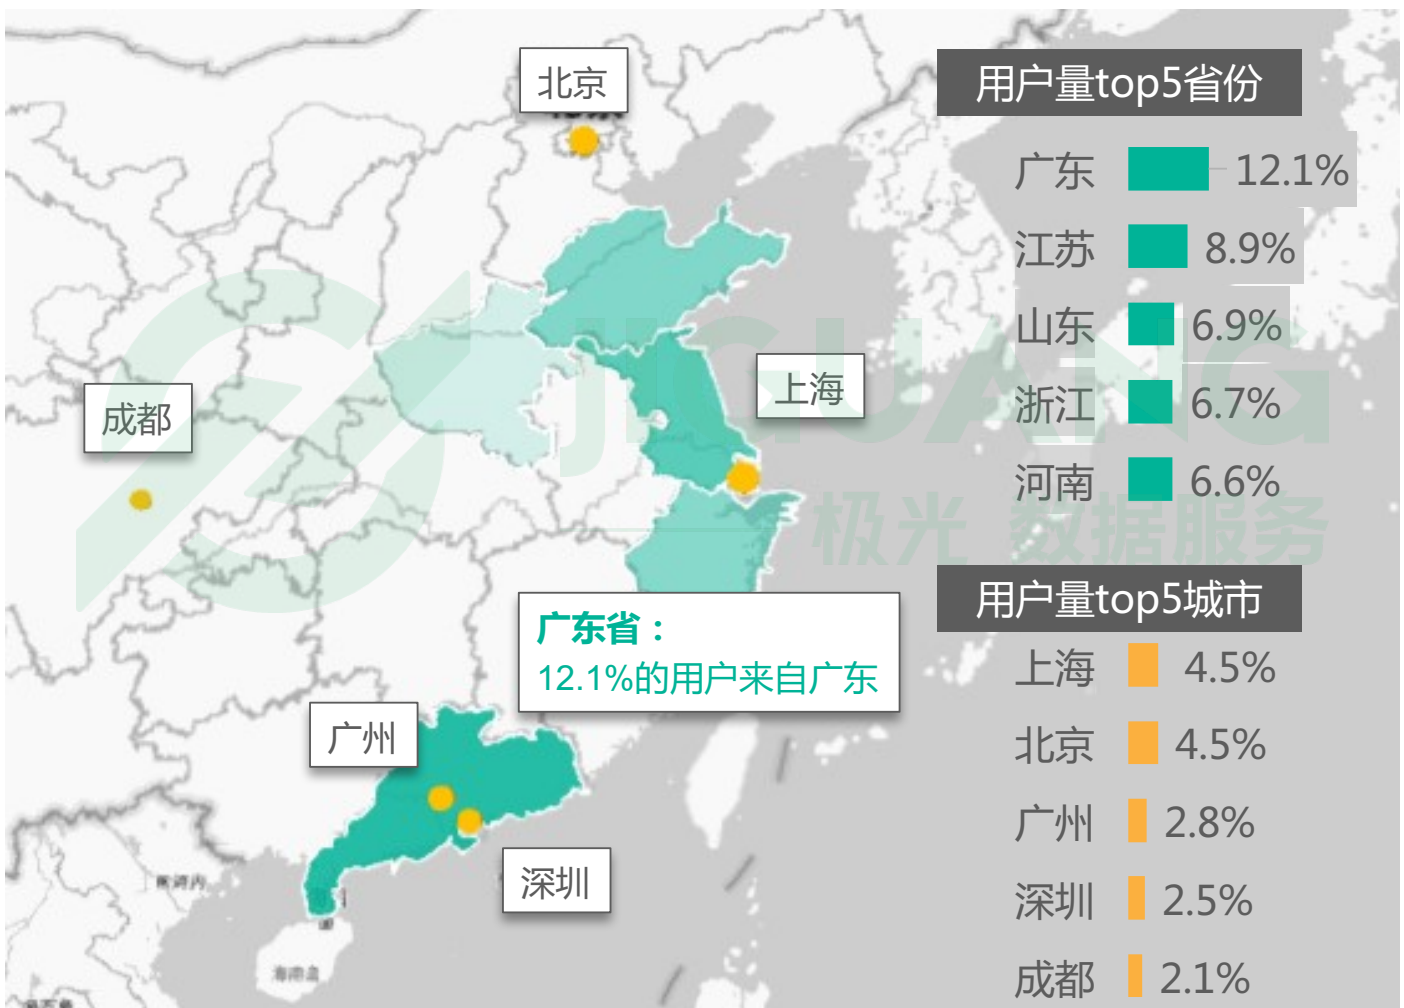 北京
用户量top5省份
广东 12.1%
江苏 8.9%
山东 6.9%
浙江 6.7%
河南 6.6%
上海
成都
JIGUANG
极光 数据服务
用户量top5城市
上海 4.5%
北京 4.5%
广州 2.8%
深圳 2.5%
成都 2.1%
广东省：
12.1%的用户来自广东
广州
深圳
海南岛